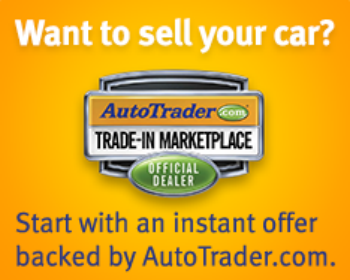 Want to sell your car?
AutoTrader.com
TRADE-IN MARKETPLACE
OFFICIAL
DEALER
Start with an instant offer
backed by AutoTrader.com.